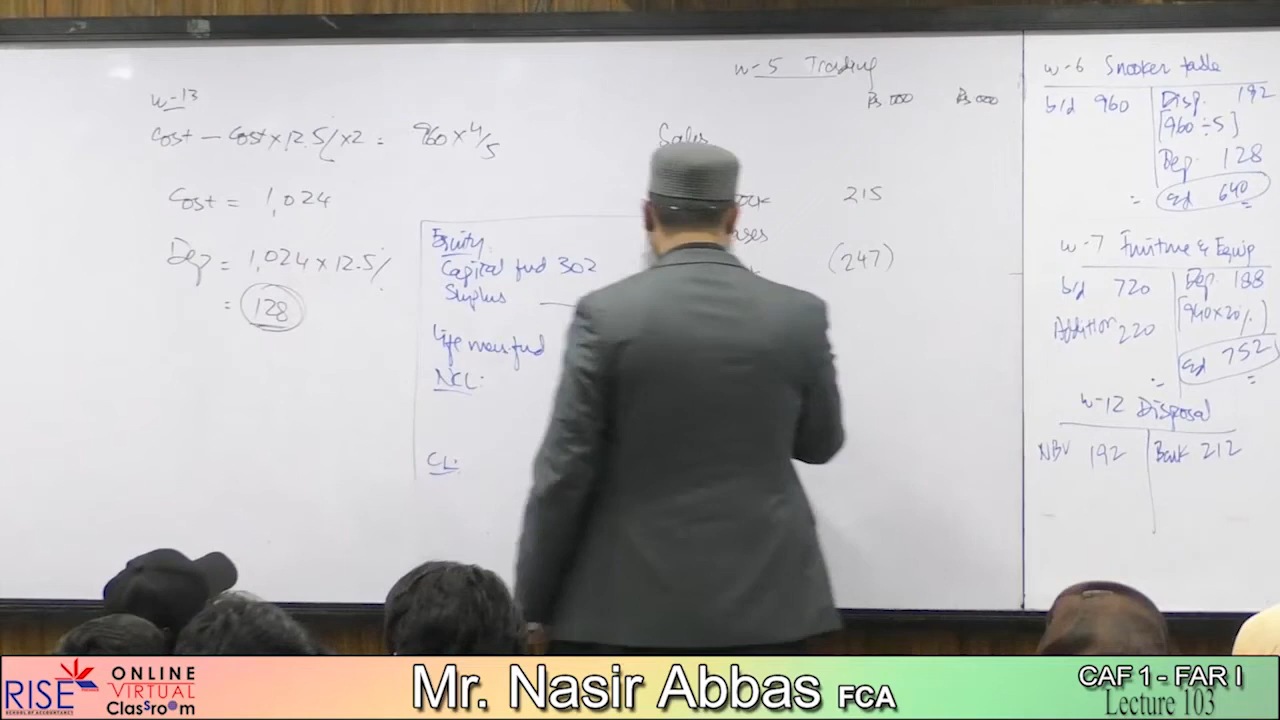 w-13
Cost - Cost x 12.5% x 2 = 960 x 4/5
Cost = 1,024
Dep = 1,024 x 12.5%
= 128
Equity
Capital fund 302
Surplus
Life mem. fund
NCL:
CL:
w-5 Trading
Rs 000 Rs 000
Sales
ock 215
ases
(247)
w-6 Snooker table
b/d 960 Disp. 192
[960 ÷ 5]
Dep. 128
c/d 640
w-7 Furniture & Equip
b/d 720 Dep. 188
[940x20%]
Addition 220
c/d 752
w-12 Disposal
NBV 192 Bank 212
RISE
SCHOOL OF ACCOUNTANCY
ONLINE
VIRTUAL
Classroom
Mr. Nasir Abbas FCA
CAF 1 - FAR I
Lecture 103